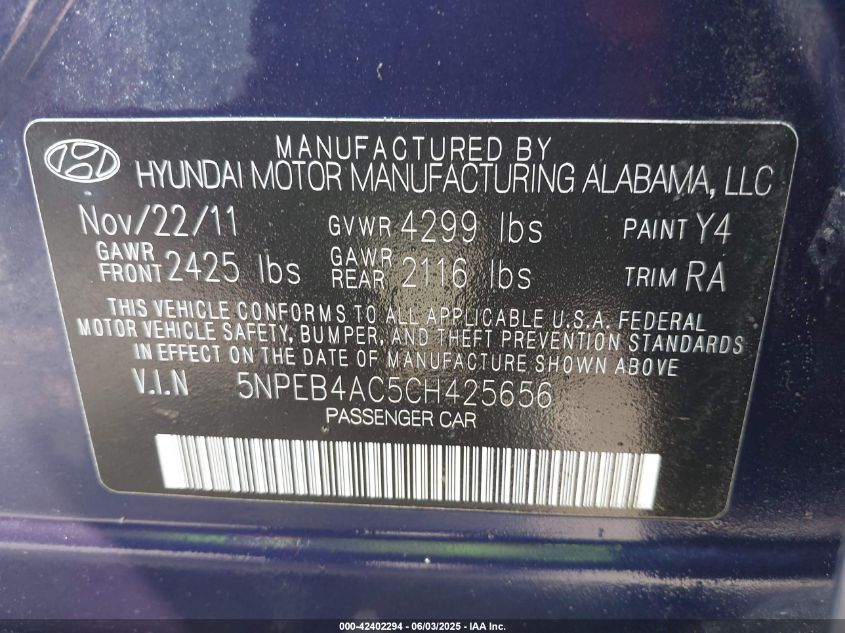 MANUFACTURED BY
HYUNDAI MOTOR MANUFACTURING ALABAMA, LLC
Nov/22/11 GVWR 4299 lbs PAINT Y4
GAWR FRONT 2425 lbs GAWR REAR 2116 lbs TRIM RA
THIS VEHICLE CONFORMS TO ALL APPLICABLE U.S.A. FEDERAL
MOTOR VEHICLE SAFETY, BUMPER, AND THEFT PREVENTION STANDARDS
IN EFFECT ON THE DATE OF MANUFACTURE SHOWN ABOVE
V.I.N 5NPEB4AC5CH425656
PASSENGER CAR
000-42402294 - 06/03/2025 - IAA Inc.